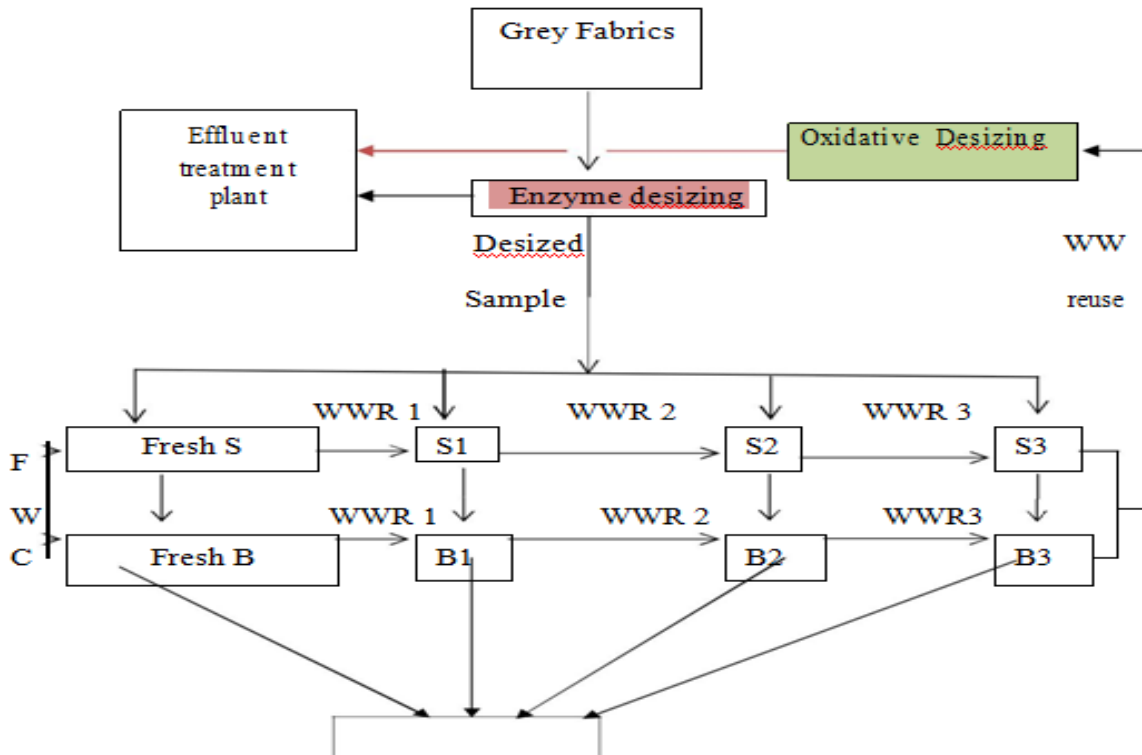 Grey Fabrics
Effluent
treatment
plant
Oxidative Desizing
Enzyme desizing
Desized
Sample
WW
reuse
WWR 1
WWR 2
WWR 3
F
Fresh S
S1
S2
S3
W
WWR 1
WWR 2
WWR3
C
Fresh B
B1
B2
B3